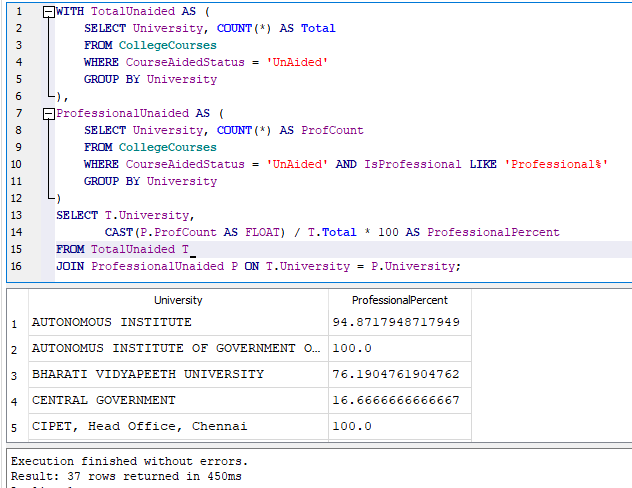 1 WITH TotalUnaided AS (
2 SELECT University, COUNT(*) AS Total
3 FROM CollegeCourses
4 WHERE CourseAidedStatus = 'UnAided'
5 GROUP BY University
6 ),
7 ProfessionalUnaided AS (
8 SELECT University, COUNT(*) AS ProfCount
9 FROM CollegeCourses
10 WHERE CourseAidedStatus = 'UnAided' AND IsProfessional LIKE 'Professional%'
11 GROUP BY University
12 )
13 SELECT T.University,
14 CAST(P.ProfCount AS FLOAT) / T.Total * 100 AS ProfessionalPercent
15 FROM TotalUnaided T
16 JOIN ProfessionalUnaided P ON T.University = P.University;
University ProfessionalPercent
1 AUTONOMOUS INSTITUTE 94.8717948717949
2 AUTONOMUS INSTITUTE OF GOVERNMENT O... 100.0
3 BHARATI VIDYAPEETH UNIVERSITY 76.1904761904762
4 CENTRAL GOVERNMENT 16.6666666666667
5 CIPET, Head Office, Chennai 100.0
Execution finished without errors.
Result: 37 rows returned in 450ms